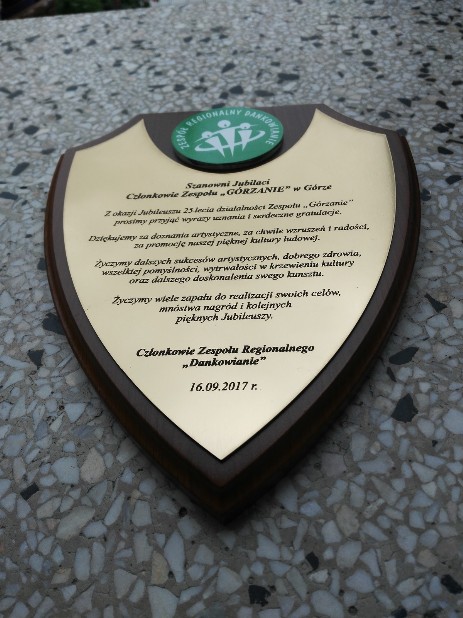 ZESPÓŁ REGIONALNY DANKOWIANIE
Szanowni Jubilaci
Członkowie Zespołu „GÓRZANIE” w Górze
Z okazji Jubileuszu 25 lecia działalności Zespołu „Górzanie”
prosimy przyjąć wyrazy uznania i serdeczne gratulacje.
Dziękujemy za doznania artystyczne, za chwile wzruszeń i radości,
za promocję naszej pięknej kultury ludowej.
Życzymy dalszych sukcesów artystycznych, dobrego zdrowia,
wszelkiej pomyślności, wytrwałości w krzewieniu kultury
oraz dalszego doskonalenia swego kunsztu.
Życzymy wiele zapału do realizacji swoich celów,
mnóstwa nagród i kolejnych
pięknych Jubileuszy.
Członkowie Zespołu Regionalnego
„Dankowianie”
16.09.2017 r.